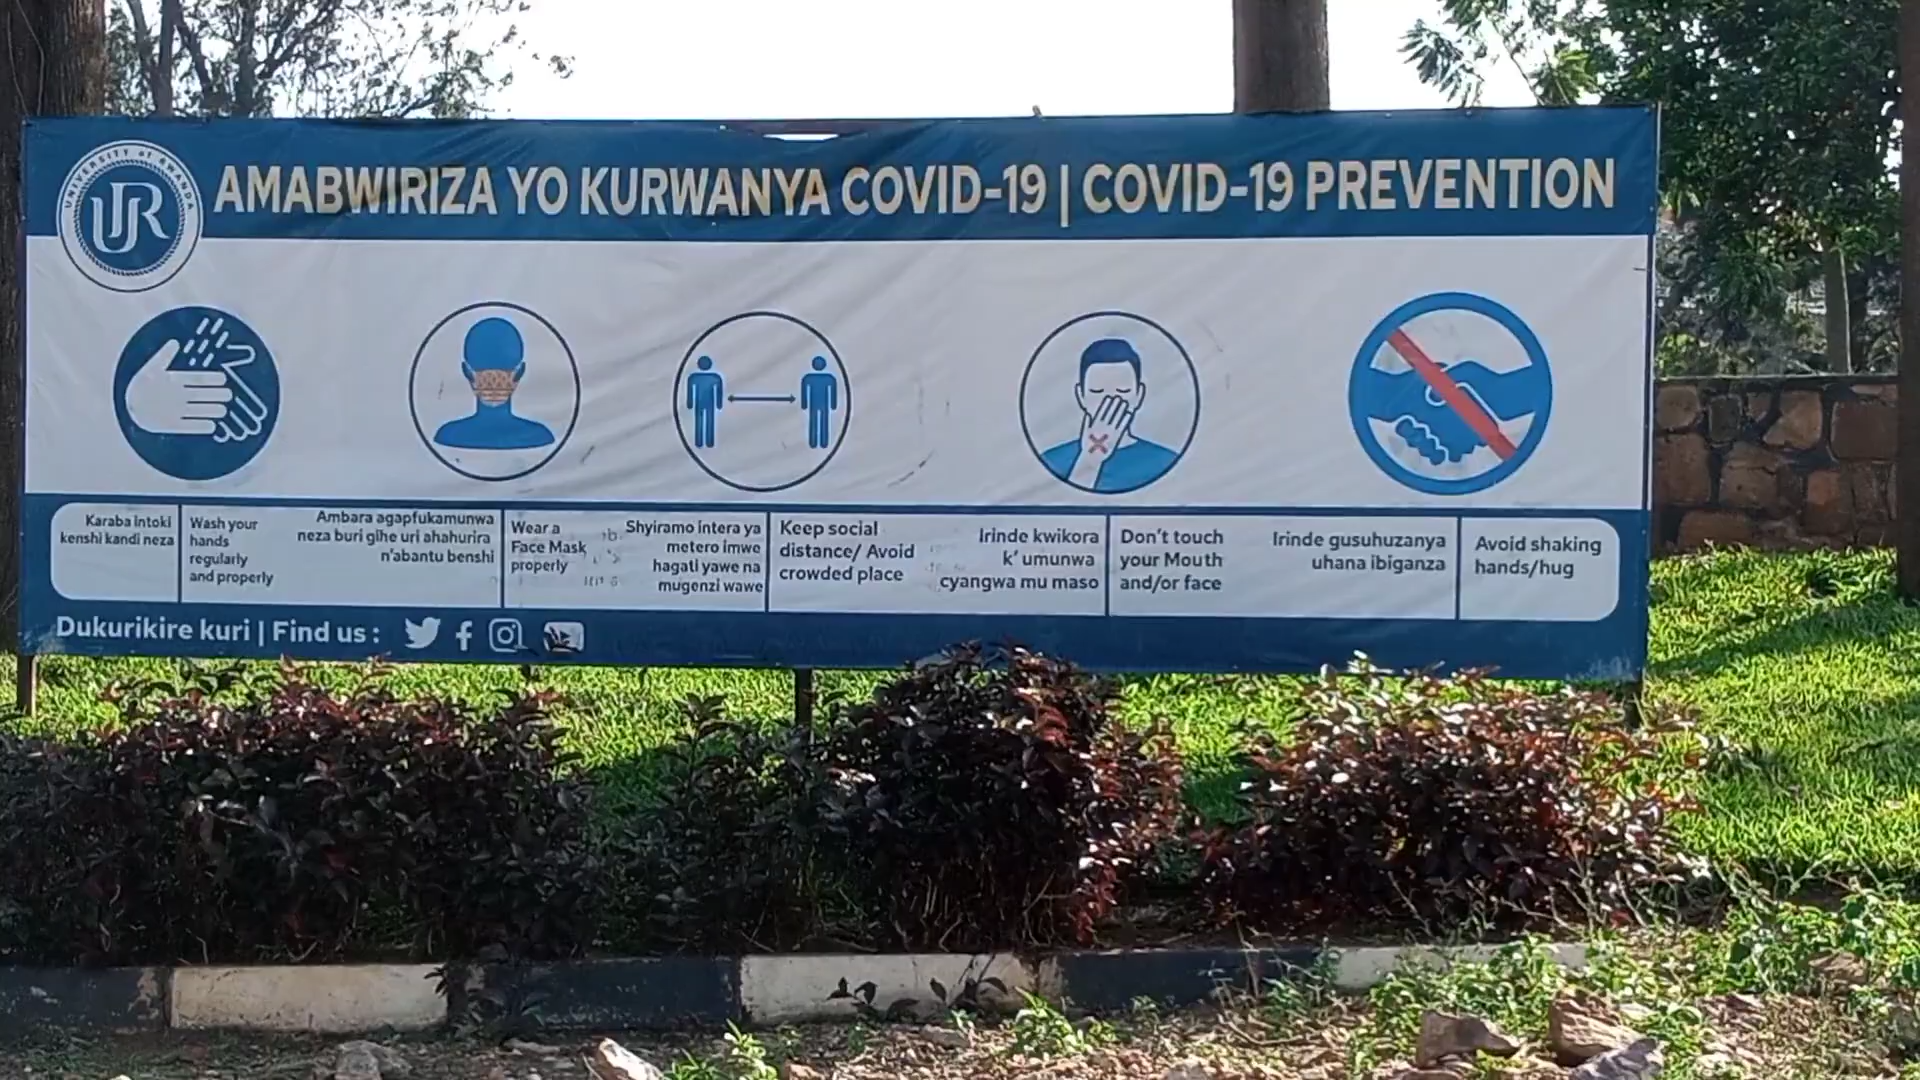 UNIVERSITY of RWANDA
UR
AMABWIRIZA YO KURWANYA COVID-19 | COVID-19 PREVENTION
Karaba intoki
kenshi kandi neza
Wash your
hands
regularly
and properly
Ambara agapfukamunwa
neza buri gihe uri ahahurira
n'abantu benshi
Wear a
Face Mask
properly
Shyiramo intera ya
metero imwe
hagati yawe na
mugenzi wawe
Keep social
distance/ Avoid
crowded place
Irinde kwikora
k' umunwa
cyangwa mu maso
Don't touch
your Mouth
and/or face
Irinde gusuhuzanya
uhana ibiganza
Avoid shaking
hands/hug
Dukurikire kuri | Find us :